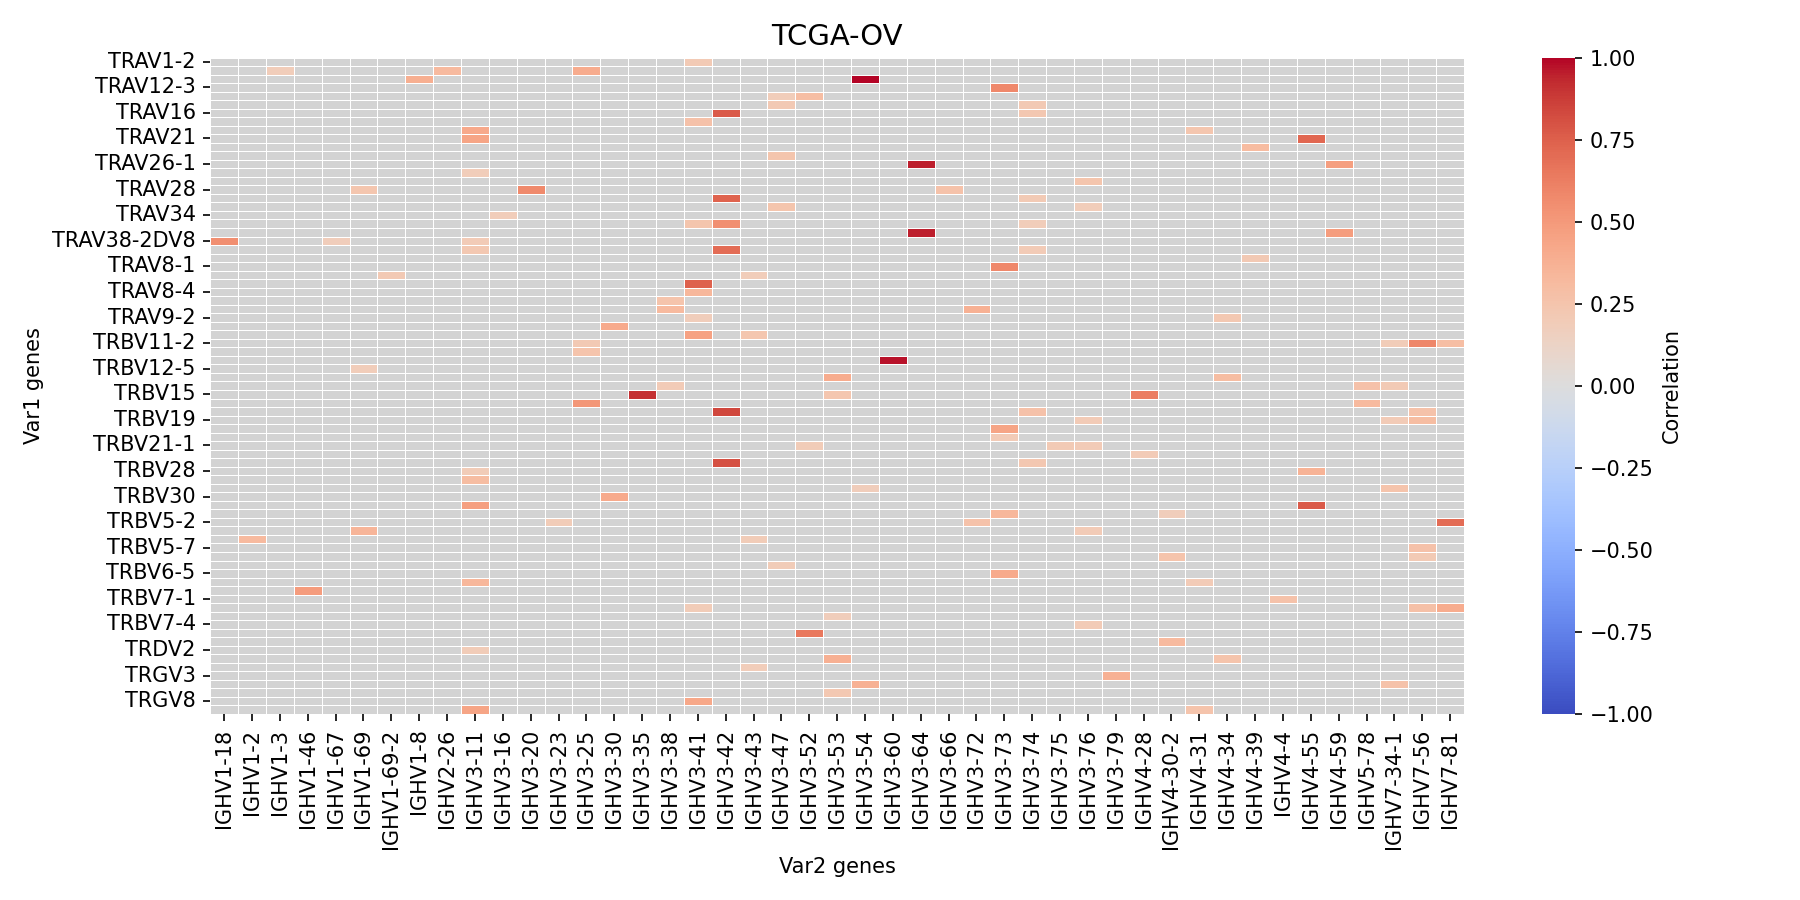 TCGA-OV
TRAV1-2
TRAV12-3
TRAV16
TRAV21
TRAV26-1
TRAV28
TRAV34
TRAV38-2DV8
TRAV8-1
TRAV8-4
TRAV9-2
TRBV11-2
TRBV12-5
TRBV15
TRBV19
TRBV21-1
TRBV28
TRBV30
TRBV5-2
TRBV5-7
TRBV6-5
TRBV7-1
TRBV7-4
TRDV2
TRGV3
TRGV8
Var1 genes
IGHV1-18
IGHV1-2
IGHV1-3
IGHV1-46
IGHV1-67
IGHV1-69
IGHV1-69-2
IGHV1-8
IGHV2-26
IGHV3-11
IGHV3-16
IGHV3-20
IGHV3-23
IGHV3-25
IGHV3-30
IGHV3-35
IGHV3-38
IGHV3-41
IGHV3-42
IGHV3-43
IGHV3-47
IGHV3-52
IGHV3-53
IGHV3-54
IGHV3-60
IGHV3-64
IGHV3-66
IGHV3-72
IGHV3-73
IGHV3-74
IGHV3-75
IGHV3-76
IGHV3-79
IGHV4-28
IGHV4-30-2
IGHV4-31
IGHV4-34
IGHV4-39
IGHV4-4
IGHV4-55
IGHV4-59
IGHV5-78
IGHV7-34-1
IGHV7-56
IGHV7-81
Var2 genes
1.00
0.75
0.50
0.25
0.00
−0.25
−0.50
−0.75
−1.00
Correlation